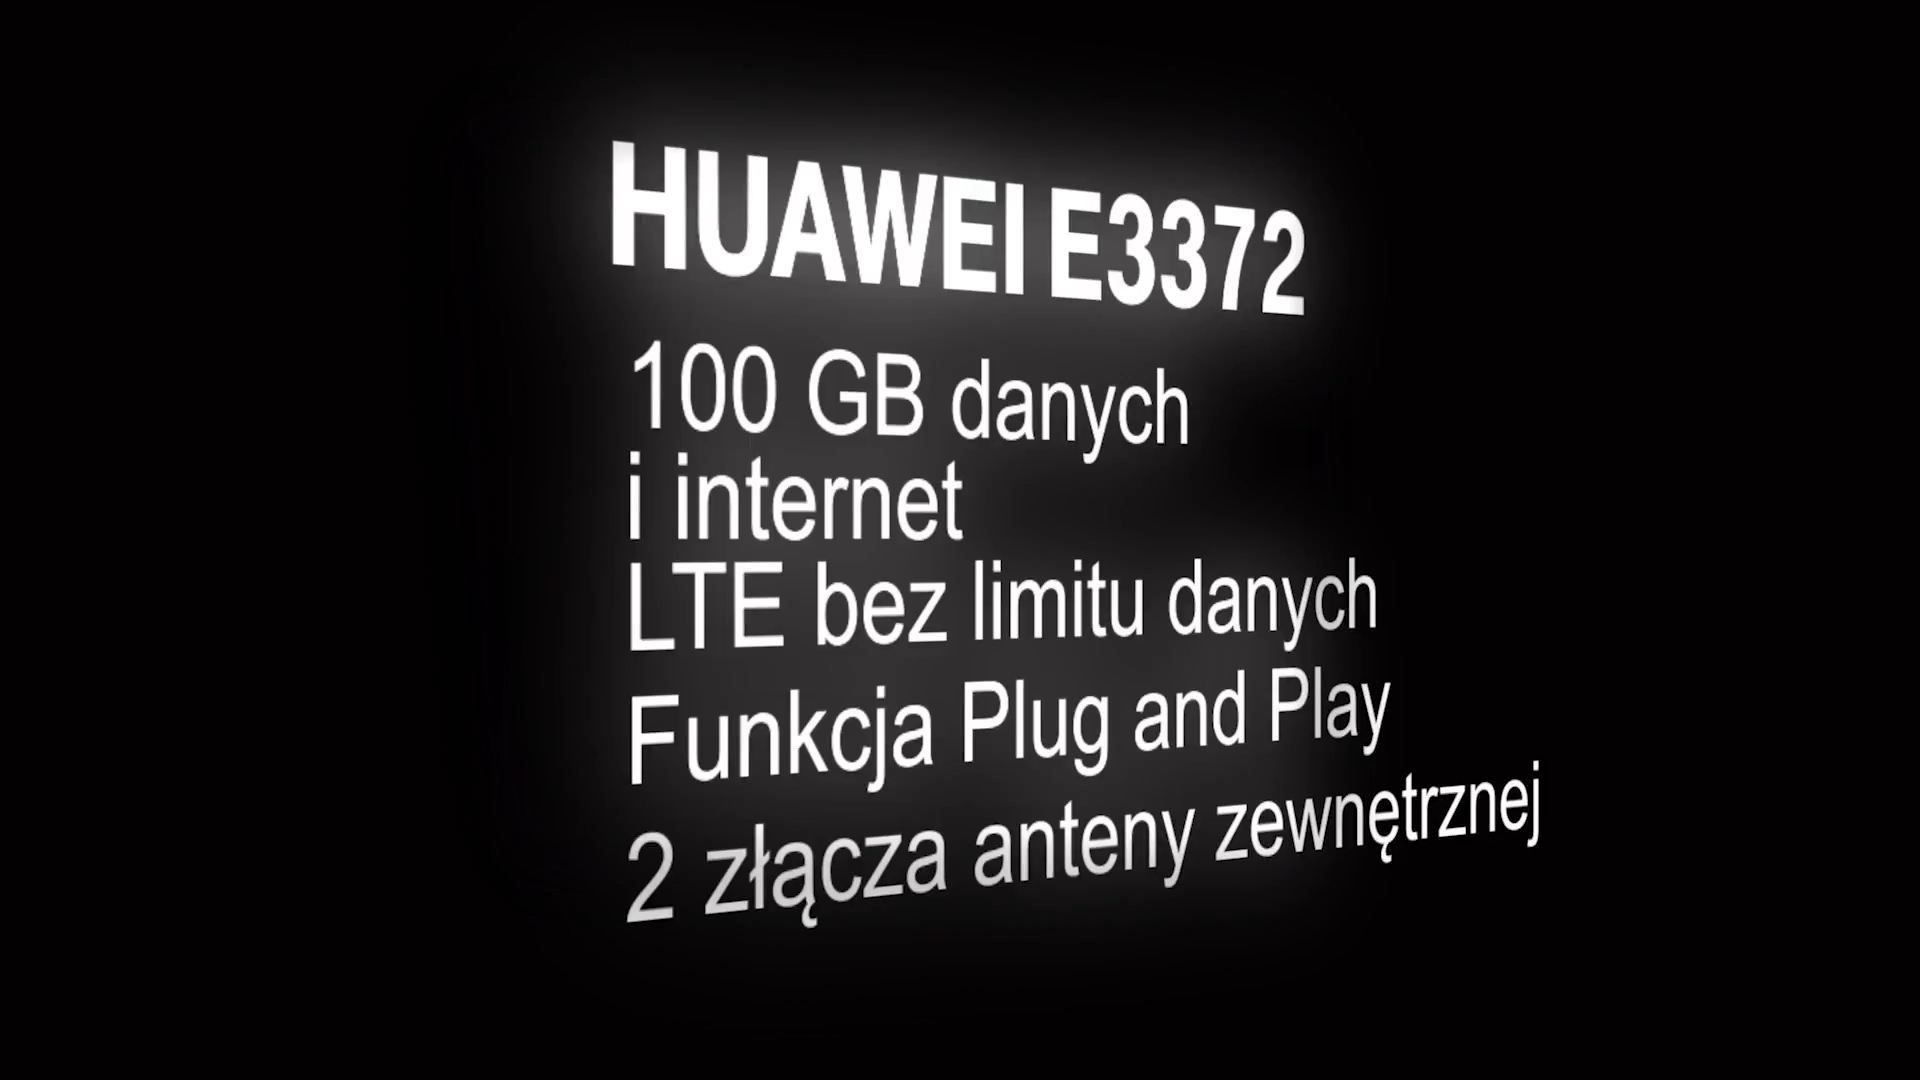 HUAWEI E3372
100 GB danych
i internet
LTE bez limitu danych
Funkcja Plug and Play
2 złącza anteny zewnętrznej